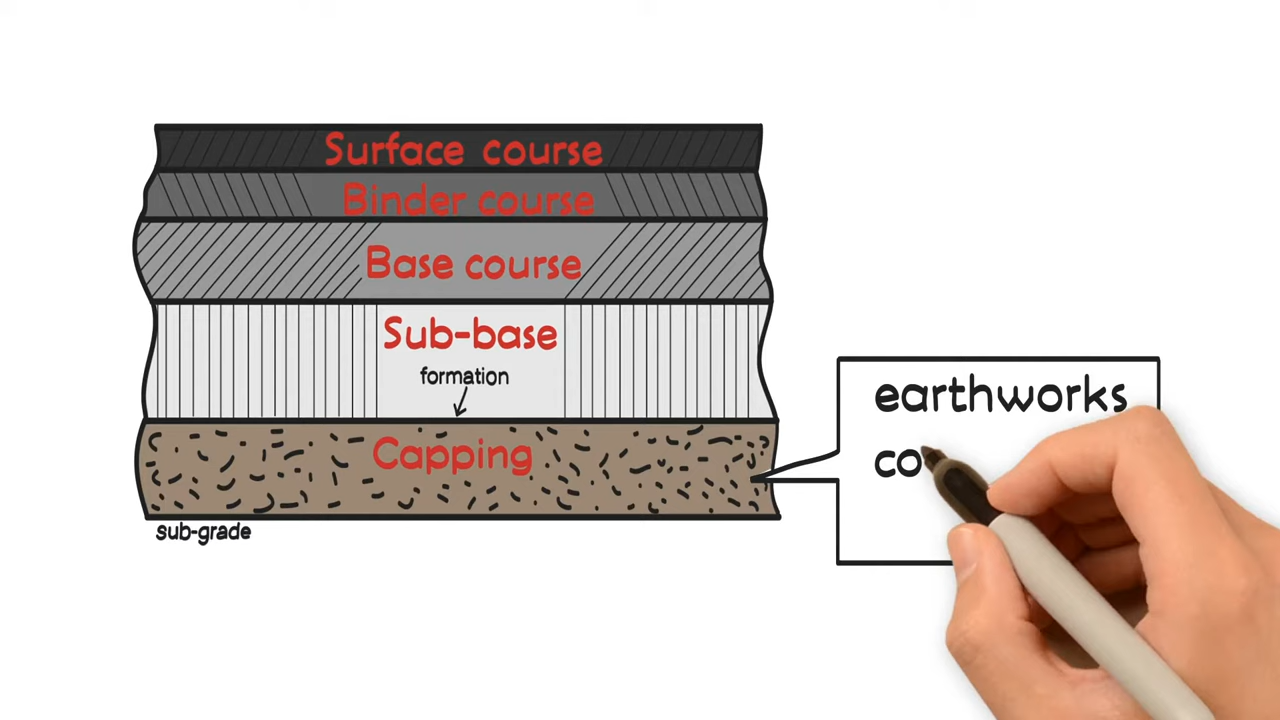 Surface course
Binder course
Base course
Sub-base
formation
Capping
sub-grade
earthworks
co